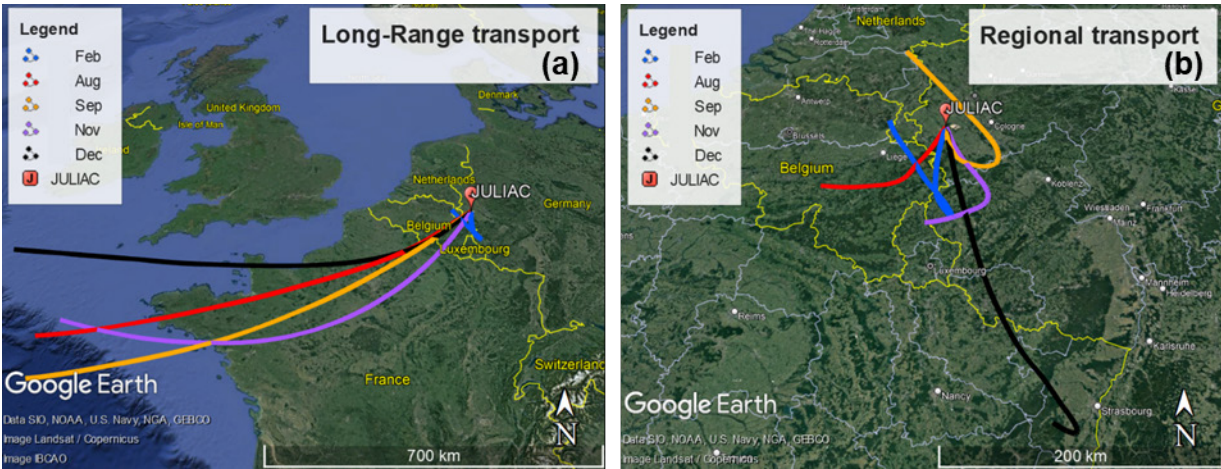 Legend
Feb
Aug
Sep
Nov
Dec
J JULIAC
Long-Range transport
(a)
United Kingdom
Isle of Man
Denmark
Netherlands
JULIAC
Germany
Belgium
Luxembourg
France
Switzerland
Google Earth
Data SIO, NOAA, U.S. Navy, NGA, GEBCO
Image Landsat / Copernicus
Image IBCAO
700 km
N
Legend
Feb
Aug
Sep
Nov
Dec
J JULIAC
Regional transport
(b)
Netherlands
The Hague
Rotterdam
Antwerp
JULIAC
Cologne
Brussels
Liege
Belgium
Koblenz
Wiesbaden
Frankfurt
Mainz
Luxembourg
Mannheim
Heidelberg
Reims
Karlsruhe
Nancy
Strasbourg
Google Earth
Data SIO, NOAA, U.S. Navy, NGA, GEBCO
Image Landsat / Copernicus
200 km
N